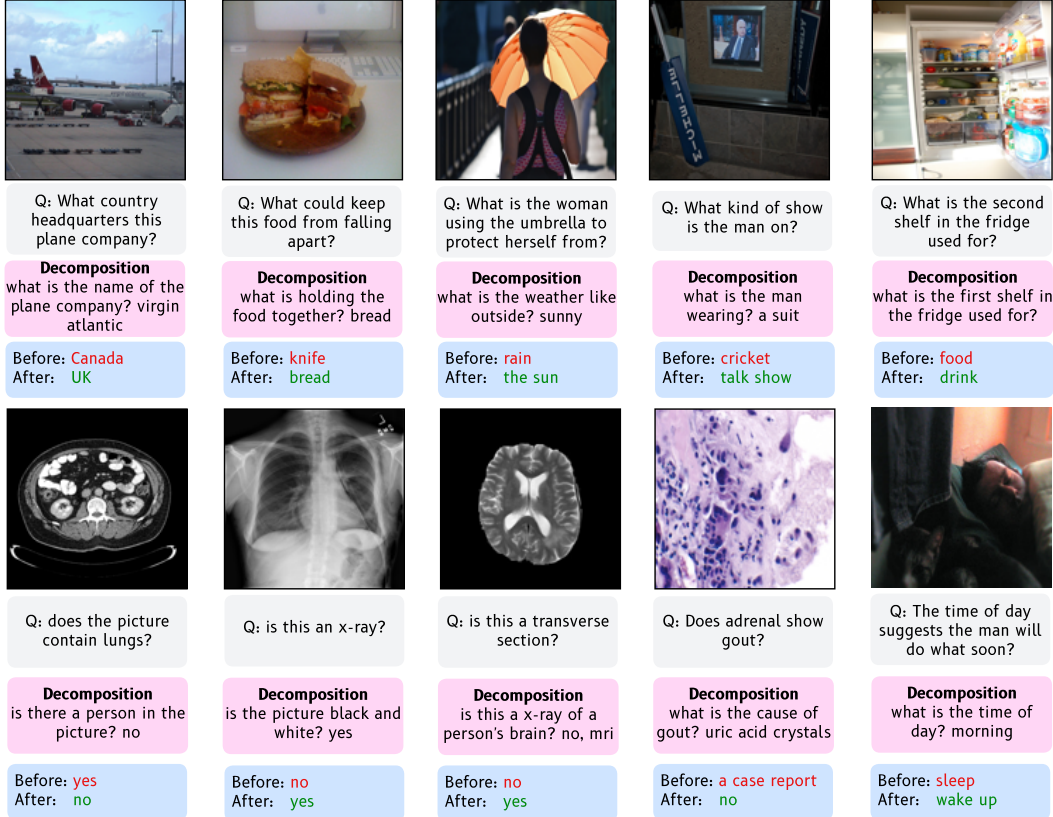 Q: What country
headquarters this
plane company?
Decomposition
what is the name of the
plane company? virgin
atlantic
Before: Canada
After: UK
Q: What could keep
this food from falling
apart?
Decomposition
what is holding the
food together? bread
Before: knife
After: bread
Q: What is the woman
using the umbrella to
protect herself from?
Decomposition
what is the weather like
outside? sunny
Before: rain
After: the sun
Q: What kind of show
is the man on?
Decomposition
what is the man
wearing? a suit
Before: cricket
After: talk show
Q: What is the second
shelf in the fridge
used for?
Decomposition
what is the first shelf in
the fridge used for?
Before: food
After: drink
Q: does the picture
contain lungs?
Decomposition
is there a person in the
picture? no
Before: yes
After: no
Q: is this an x-ray?
Decomposition
is the picture black and
white? yes
Before: no
After: yes
Q: is this a transverse
section?
Decomposition
is this a x-ray of a
person's brain? no, mri
Before: no
After: yes
Q: Does adrenal show
gout?
Decomposition
what is the cause of
gout? uric acid crystals
Before: a case report
After: no
Q: The time of day
suggests the man will
do what soon?
Decomposition
what is the time of
day? morning
Before: sleep
After: wake up